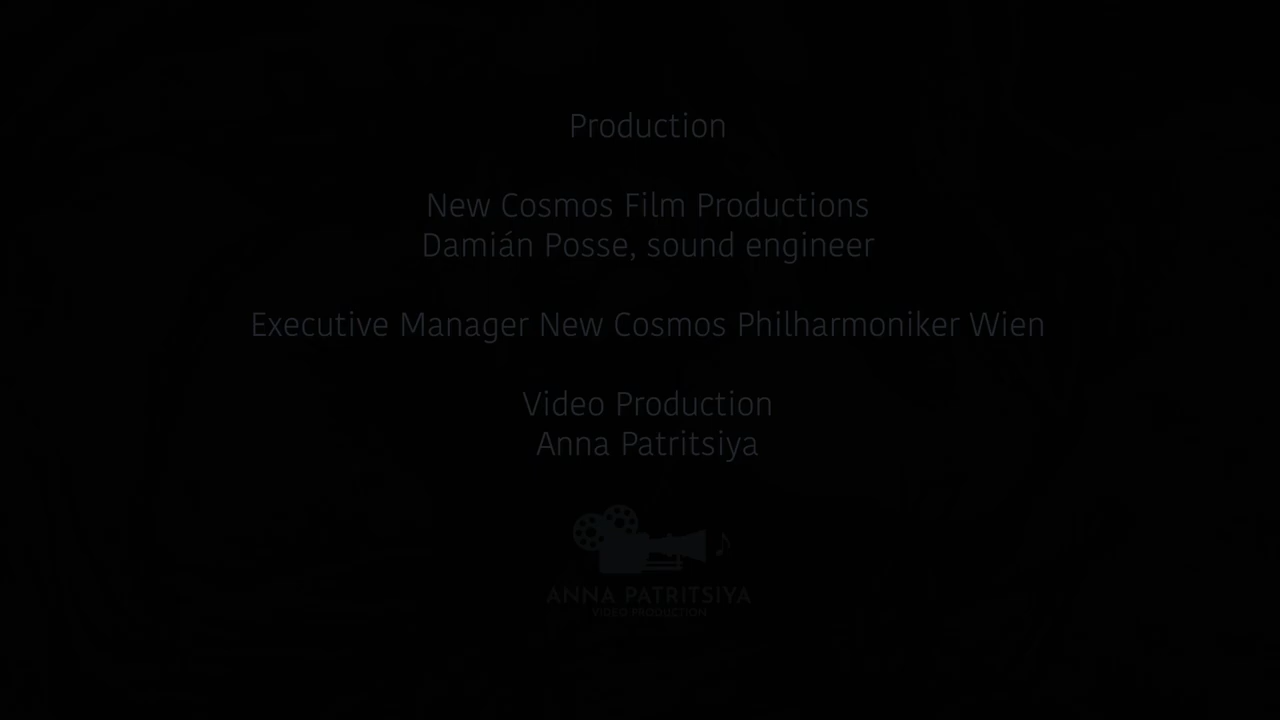 Production
New Cosmos Film Productions
Damián Posse, sound engineer
Executive Manager New Cosmos Philharmoniker Wien
Video Production
Anna Patritsiya
ANNA PATRITSIYA
VIDEO PRODUCTION